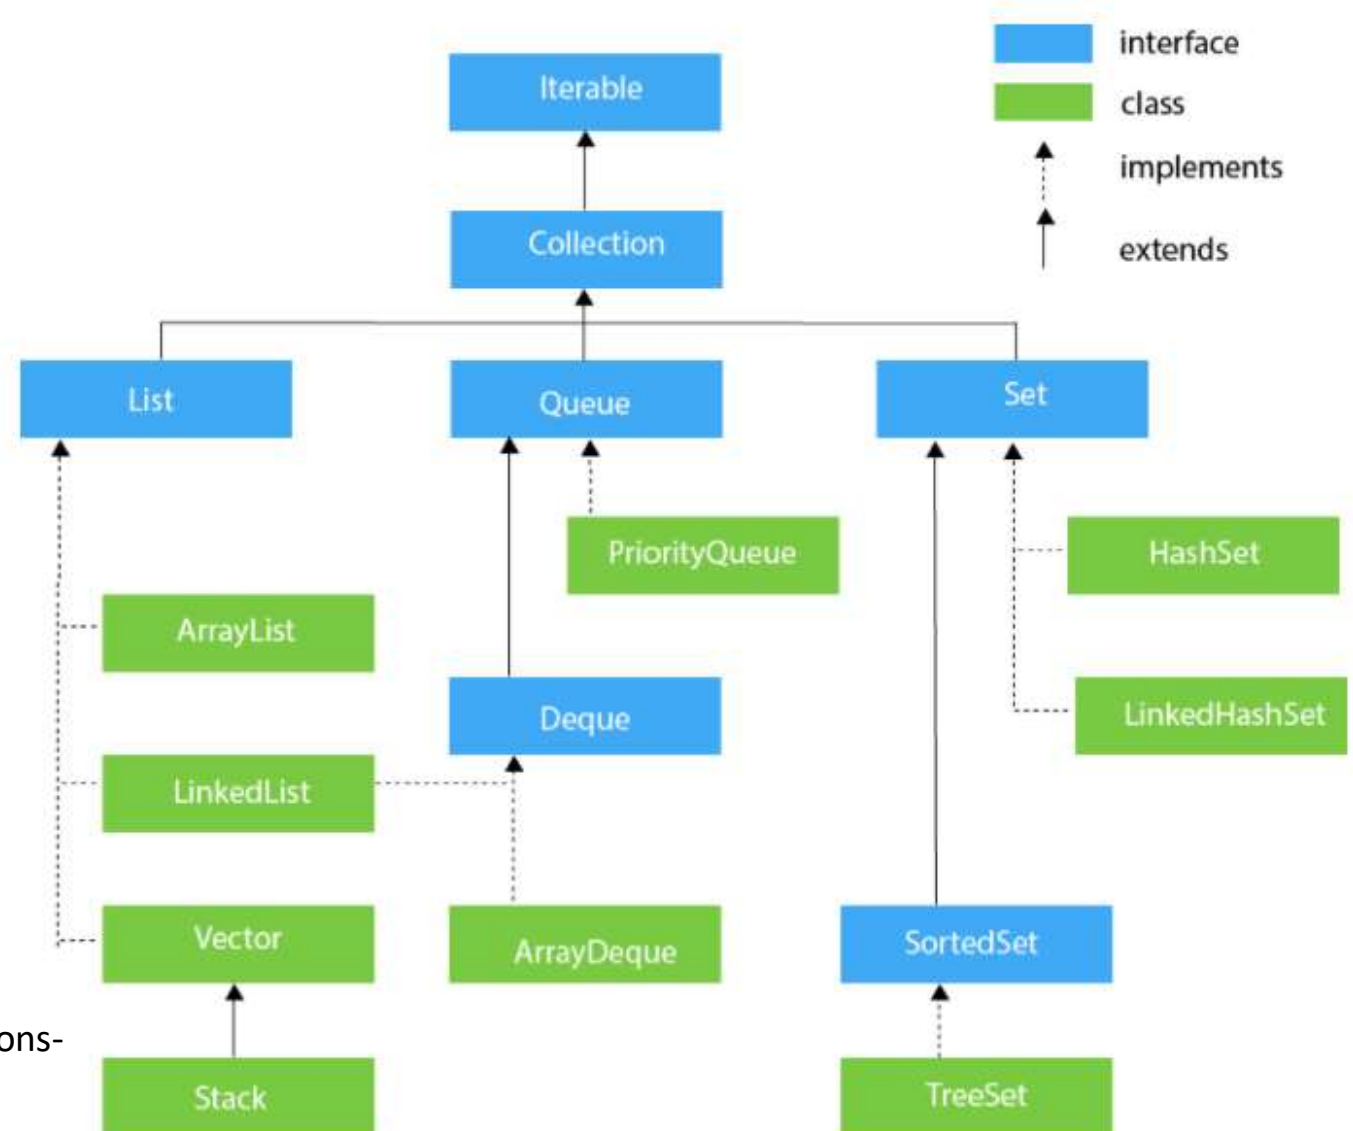 interface
class
implements
extends
Iterable
Collection
List
Queue
Set
PriorityQueue
HashSet
ArrayList
Deque
LinkedHashSet
LinkedList
Vector
ArrayDeque
SortedSet
ons-
Stack
TreeSet